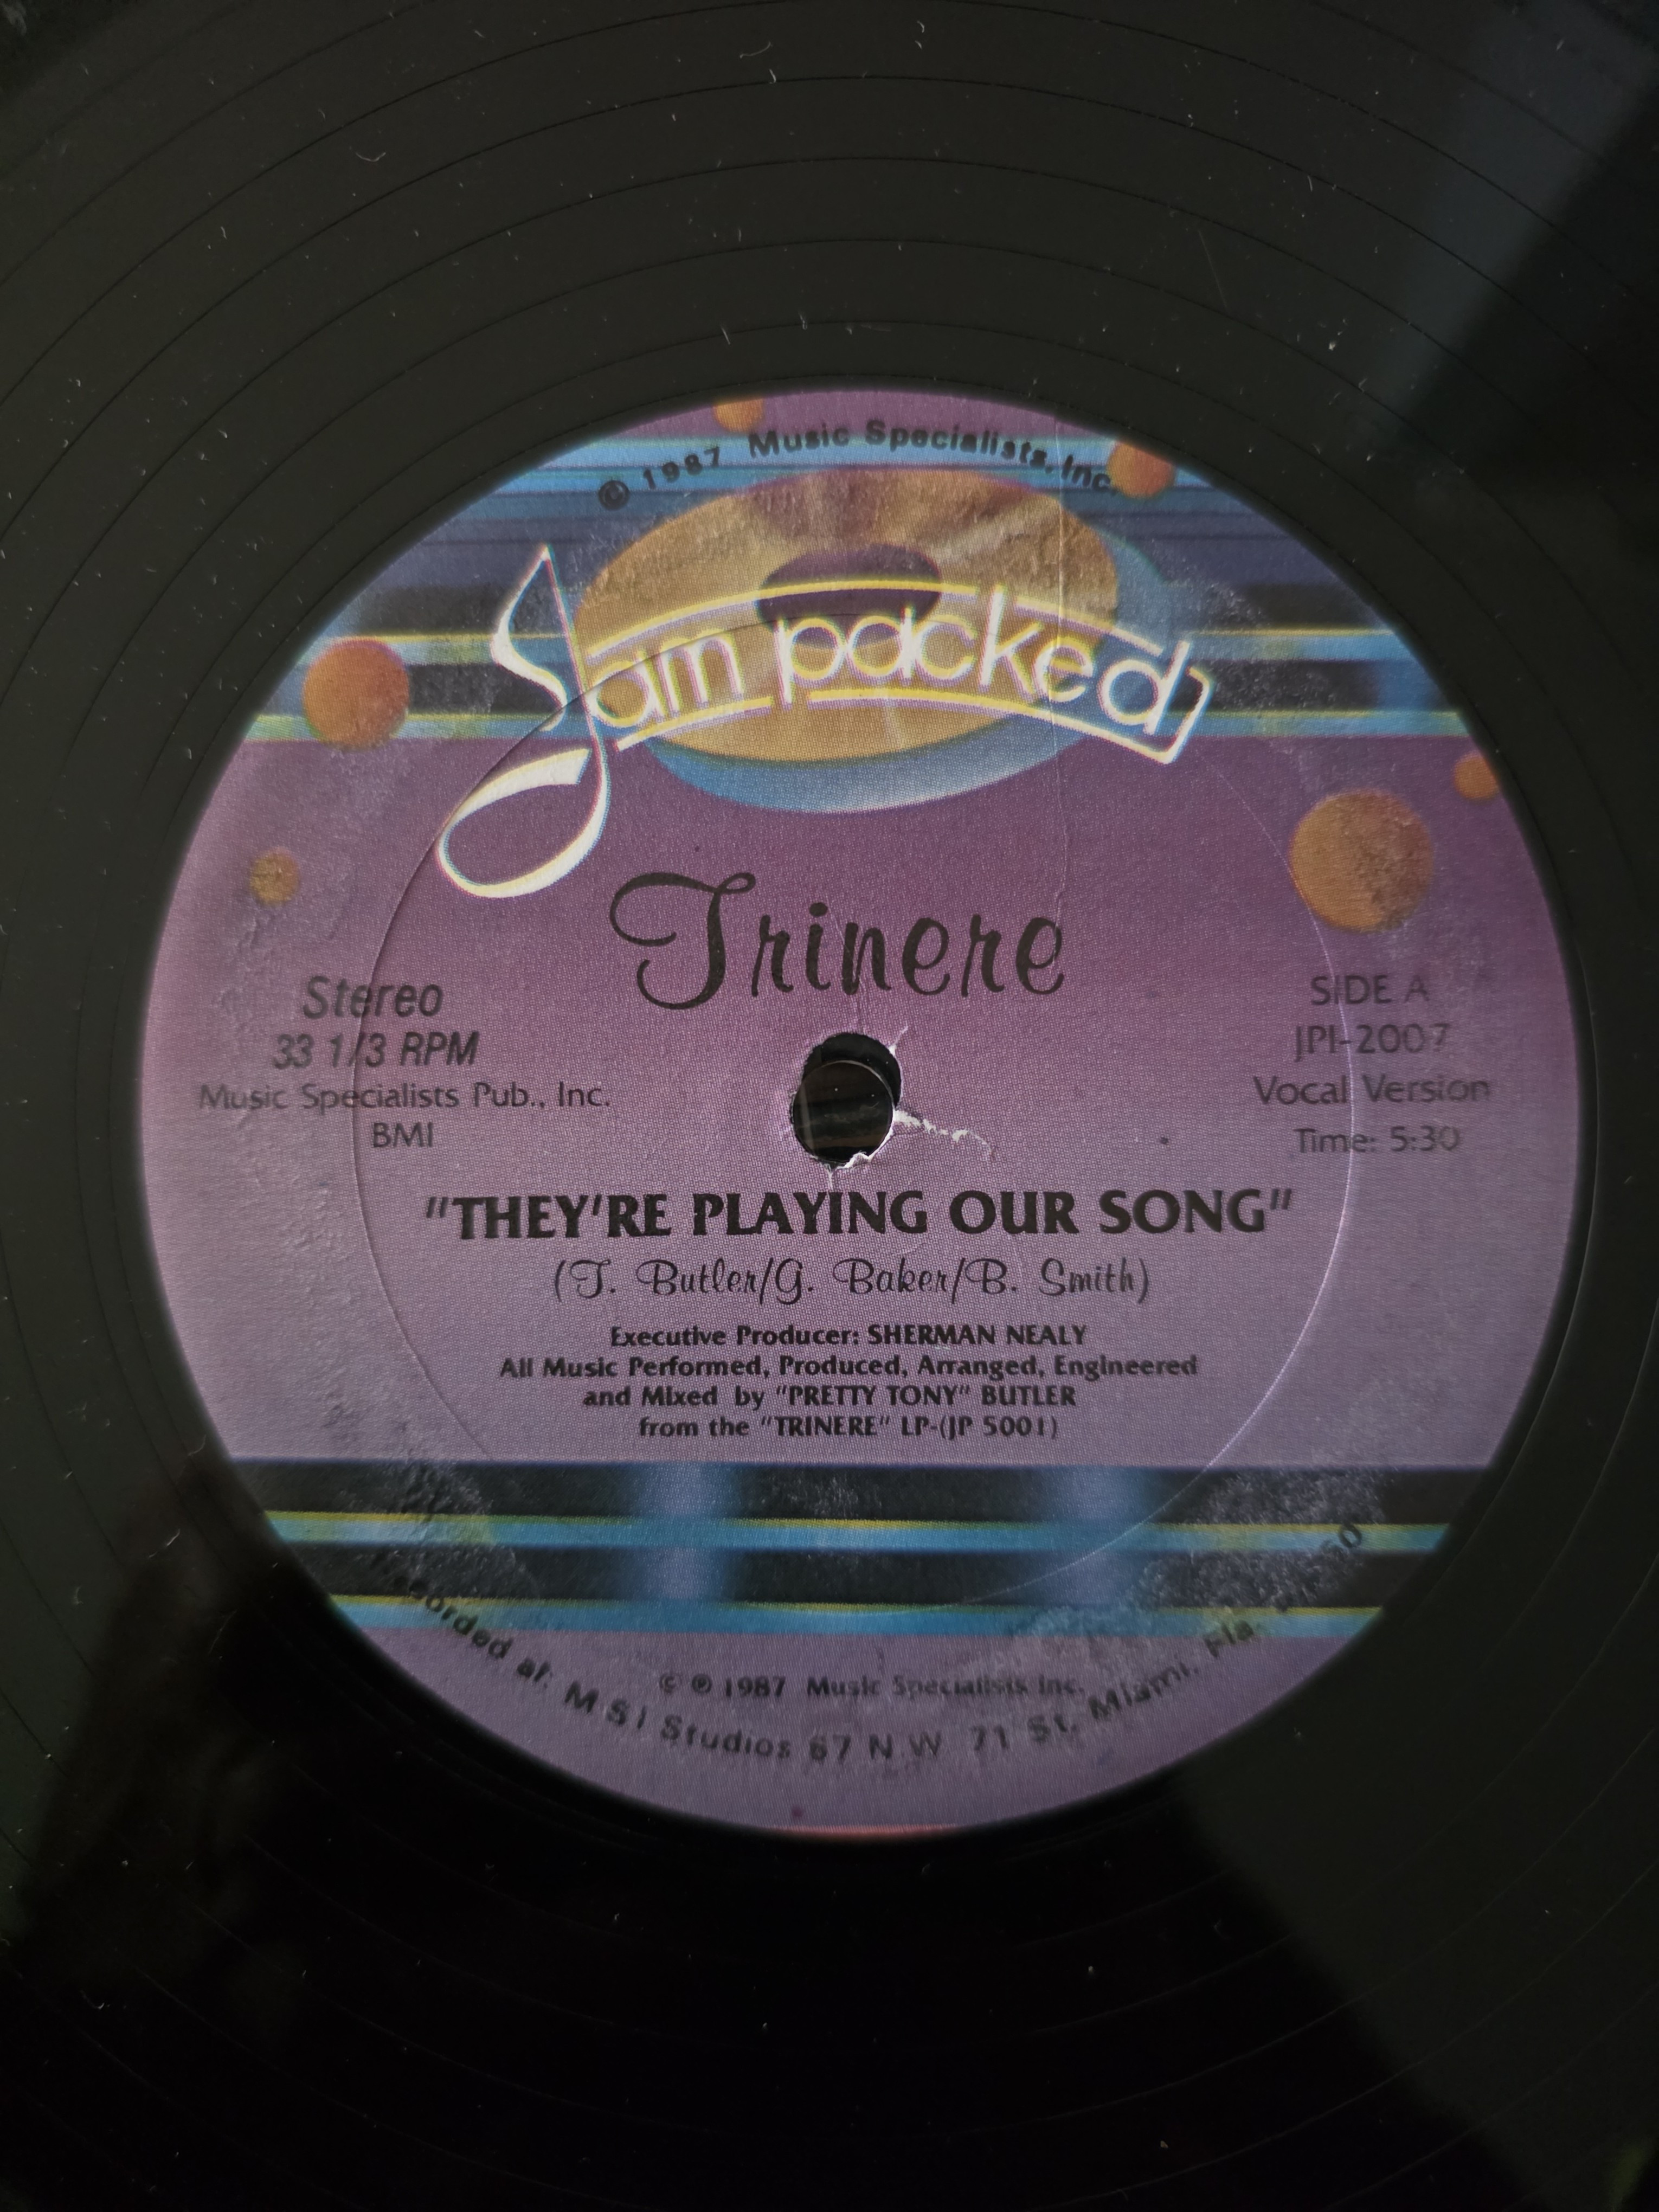 © 1987 Music Specialists, Inc.
Jam packed
Trinere
Stereo
33 1/3 RPM
Music Specialists Pub., Inc.
BMI
SIDE A
JPI-2007
Vocal Version
Time: 5:30
"THEY'RE PLAYING OUR SONG"
(T. Butler/G. Baker/B. Smith)
Executive Producer: SHERMAN NEALY
All Music Performed, Produced, Arranged, Engineered
and Mixed by "PRETTY TONY" BUTLER
from the "TRINERE" LP-(JP 5001)
© ℗ 1987 Music Specialists Inc.
Recorded at: M S I Studios 67 N.W 71 St. Miami, Fla.